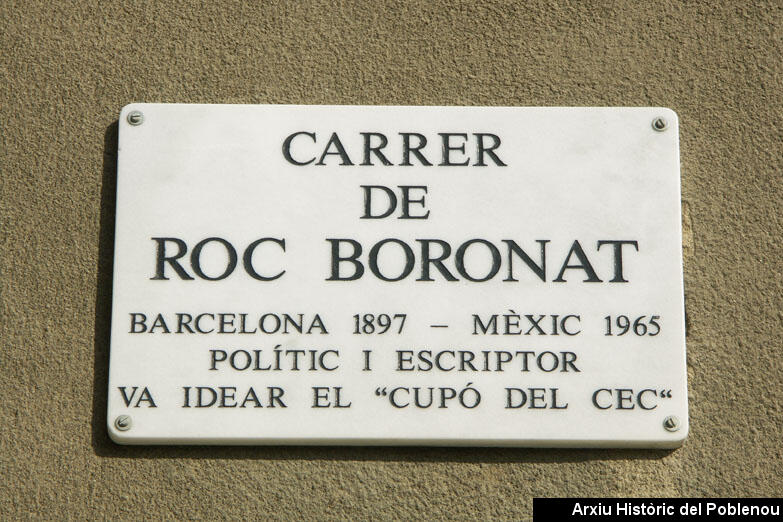 CARRER
DE
ROC BORONAT
BARCELONA 1897 – MÈXIC 1965
POLÍTIC I ESCRIPTOR
VA IDEAR EL “CUPÓ DEL CEC“
Arxiu Històric del Poblenou